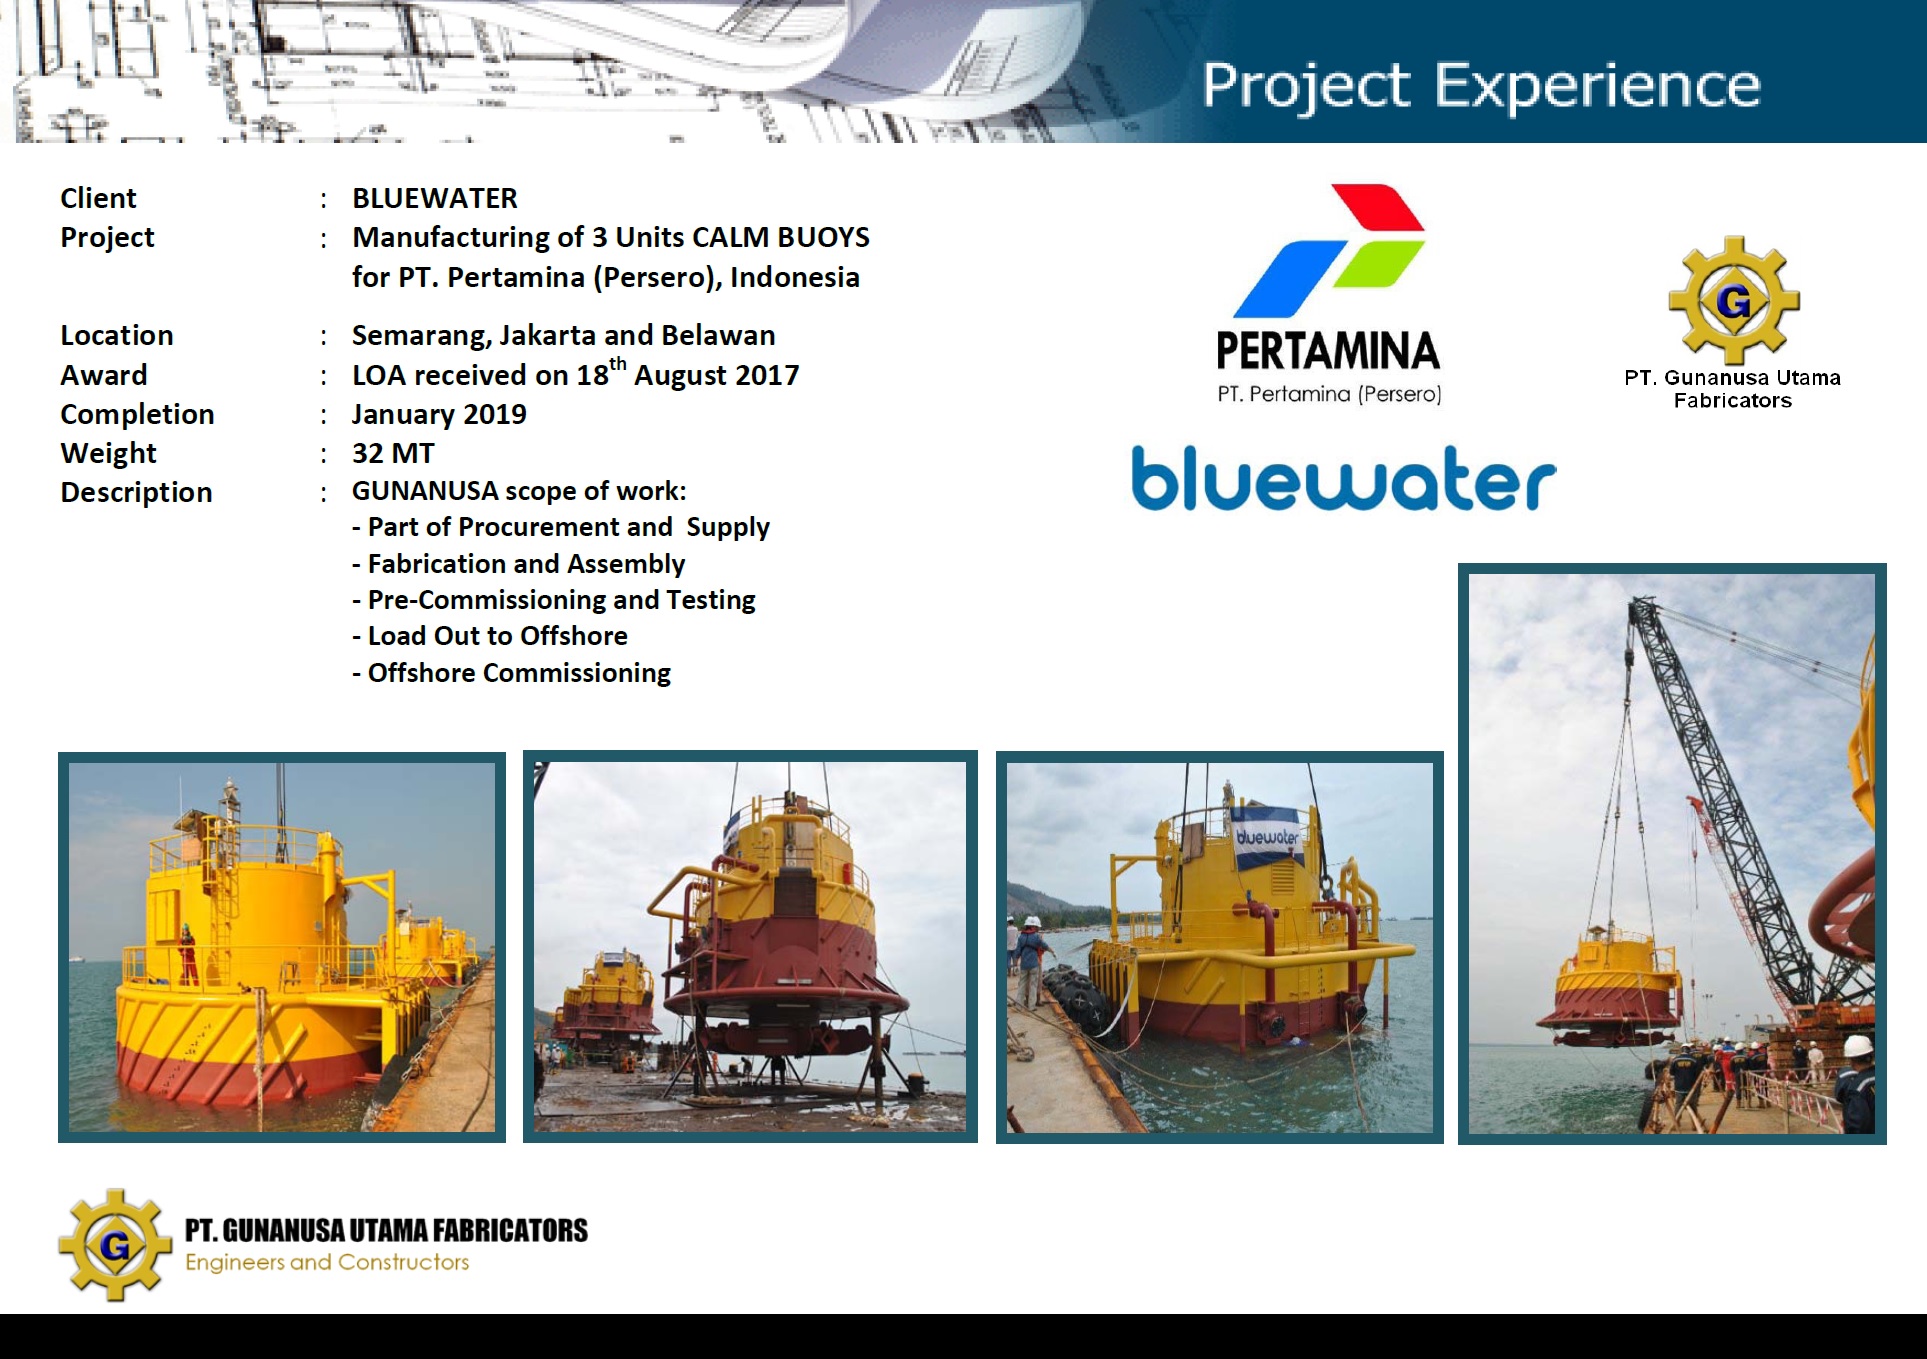 Project Experience
Client : BLUEWATER
Project : Manufacturing of 3 Units CALM BUOYS
for PT. Pertamina (Persero), Indonesia
Location : Semarang, Jakarta and Belawan
Award : LOA received on 18th August 2017
Completion : January 2019
Weight : 32 MT
Description : GUNANUSA scope of work:
- Part of Procurement and Supply
- Fabrication and Assembly
- Pre-Commissioning and Testing
- Load Out to Offshore
- Offshore Commissioning
PERTAMINA
PT. Pertamina (Persero)
G
PT. Gunanusa Utama
Fabricators
bluewater
bluewater
G
PT. GUNANUSA UTAMA FABRICATORS
Engineers and Constructors